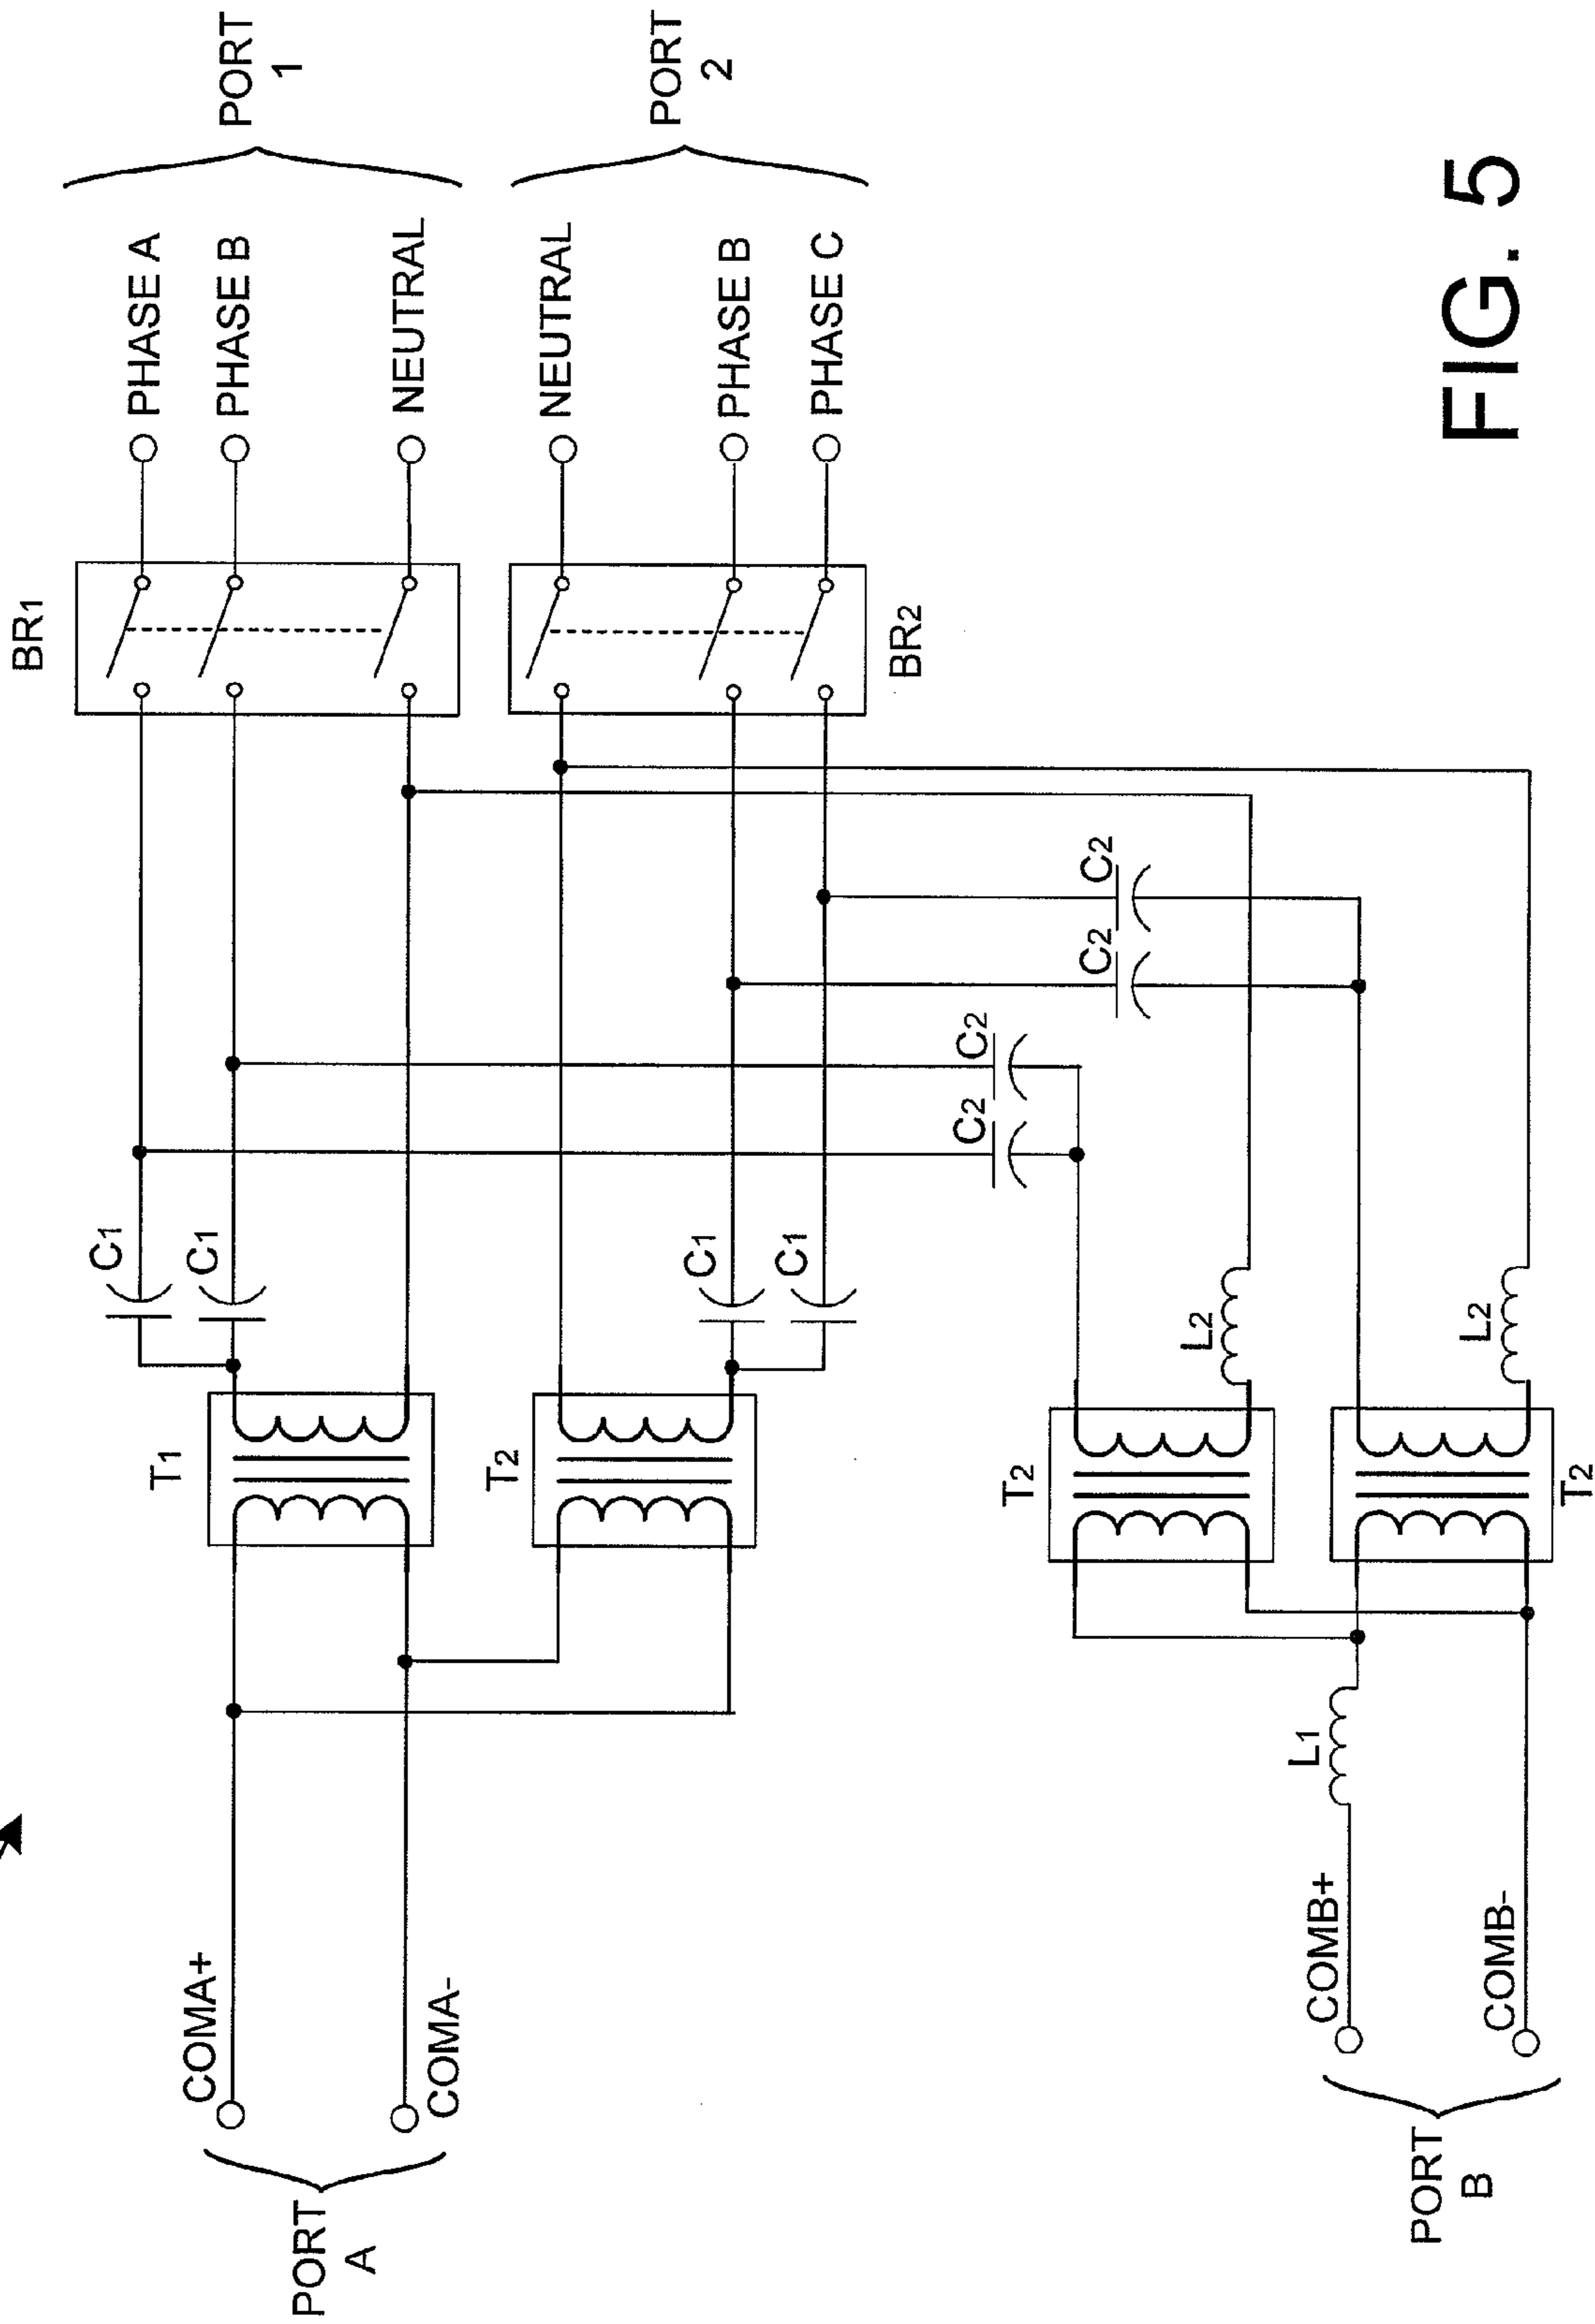 BR1
PORT
1
PHASE A
PHASE B
NEUTRAL
C1
C1
T1
COMA+
COMA-
PORT
A
NEUTRAL
PHASE B
PHASE C
PORT
2
BR2
T2
C1
C1
C2
C2
C2
C2
T2
L2
L2
T2
L1
COMB+
COMB-
PORT
B
FIG. 5